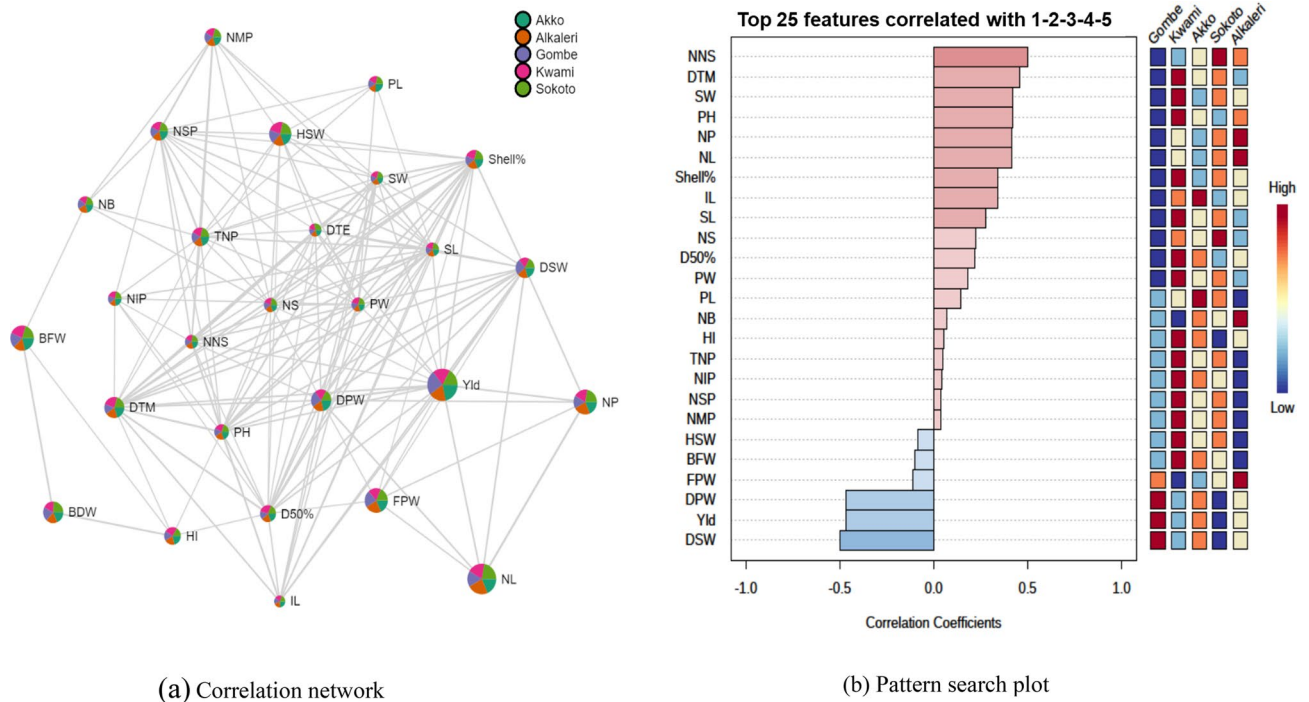 Akko
Alkaleri
Gombe
Kwami
Sokoto
NMP
PL
NSP
HSW
Shell%
SW
NB
TNP
DTE
SL
DSW
NIP
NS
PW
BFW
NNS
Yld
DTM
DPW
NP
PH
FPW
BDW
D50%
HI
NL
IL
(a) Correlation network
Top 25 features correlated with 1-2-3-4-5
Gombe
Kwami
Akko
Sokoto
Alkaleri
NNS
DTM
SW
PH
NP
NL
Shell%
IL
SL
NS
D50%
PW
PL
NB
HI
TNP
NIP
NSP
NMP
HSW
BFW
FPW
DPW
Yld
DSW
-1.0 -0.5 0.0 0.5 1.0
Correlation Coefficients
High
Low
(b) Pattern search plot